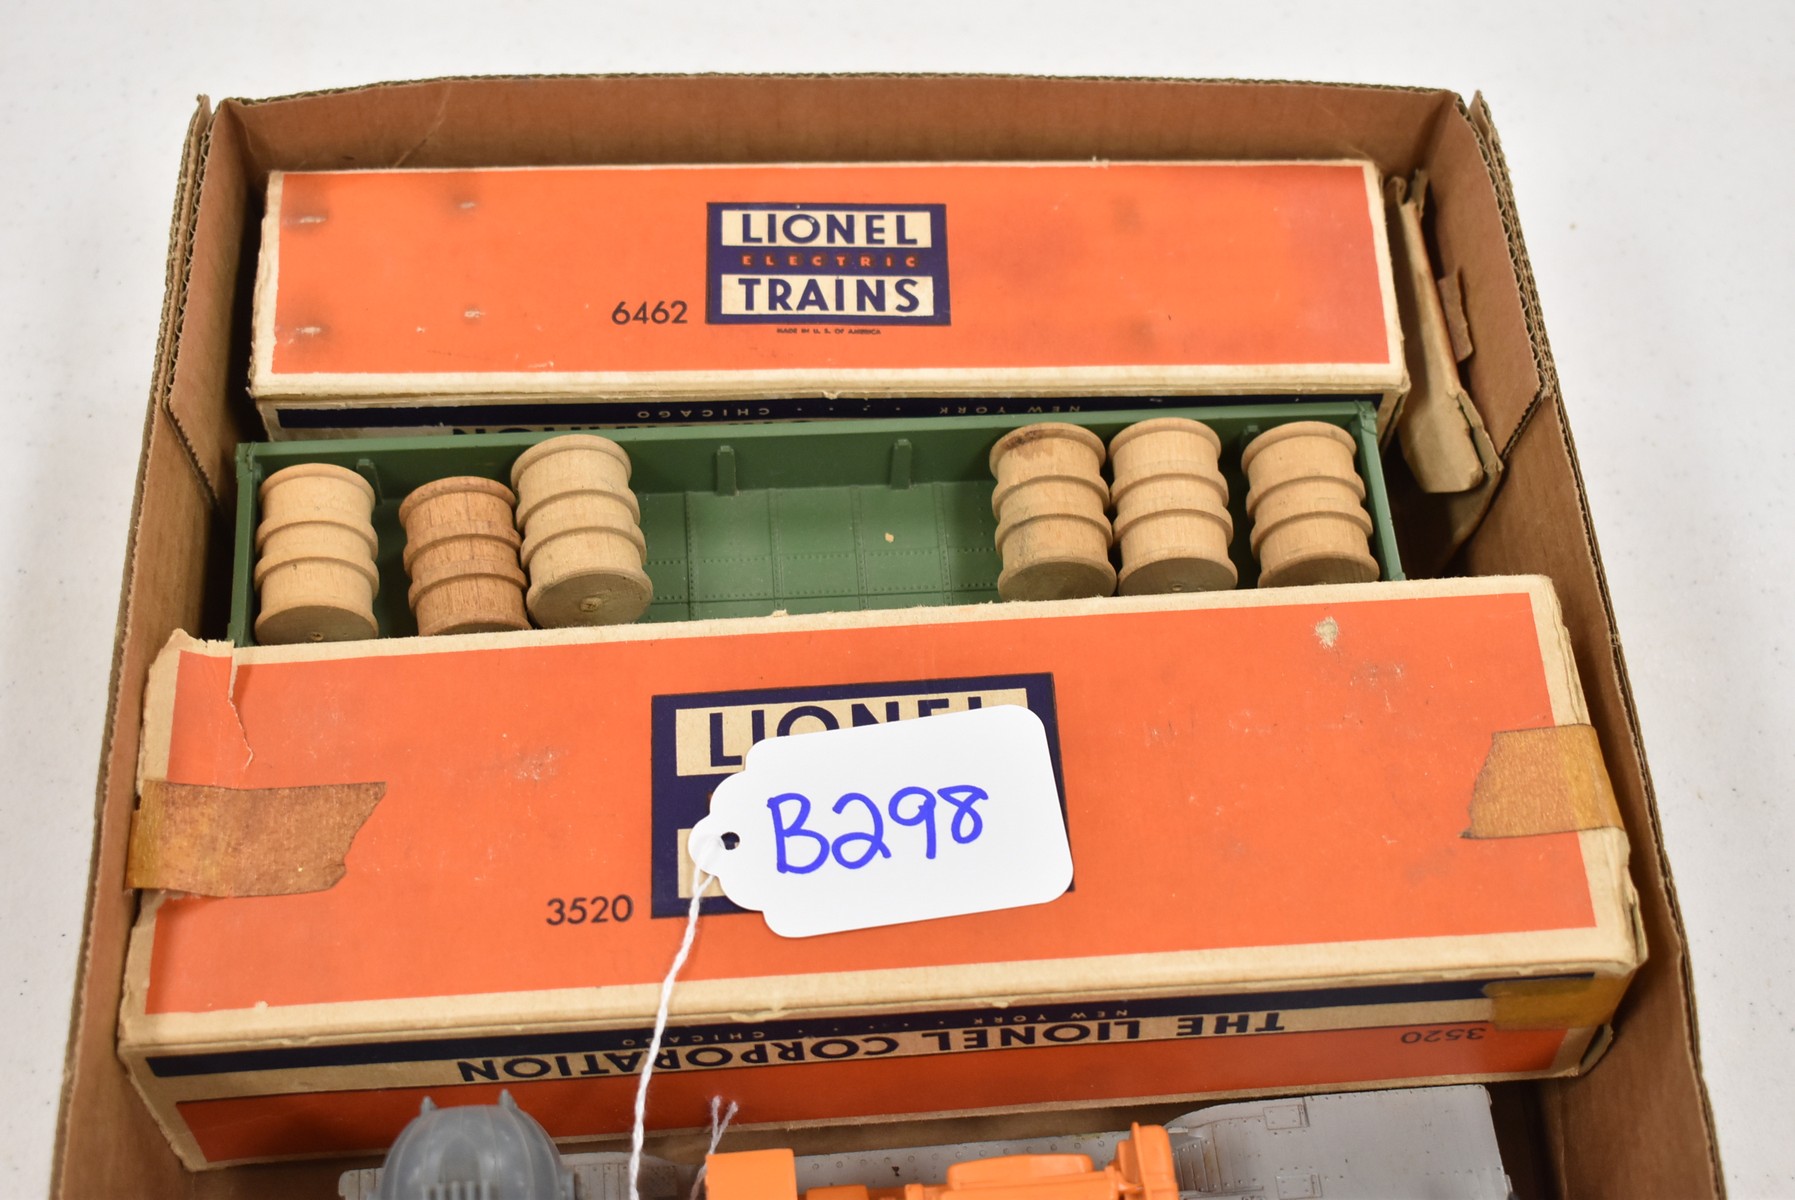 LIONEL
ELECTRIC
TRAINS
6462
MADE IN U. S. OF AMERICA
NEW YORK · · · CHICAGO
LIONEL
B298
3520
THE LIONEL CORPORATION
NEW YORK · · · CHICAGO
3520